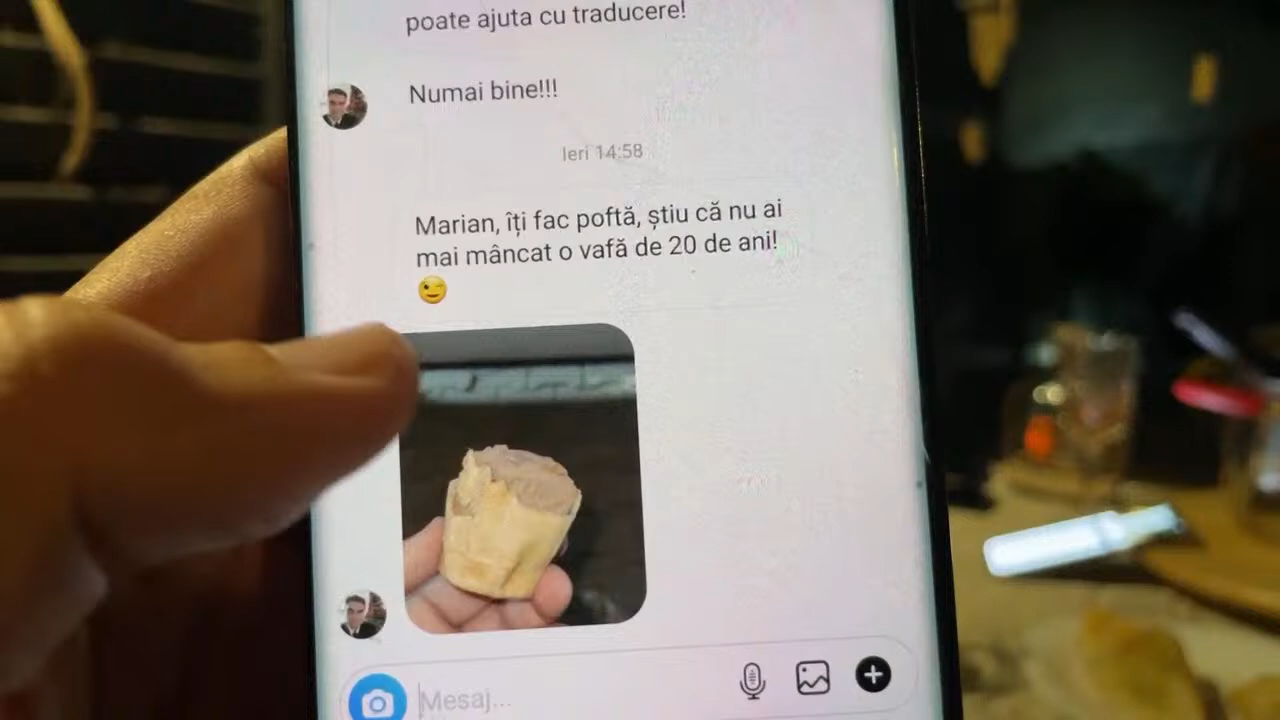 poate ajuta cu traducere!
Numai bine!!!
Ieri 14:58
Marian, îți fac poftă, știu că nu ai
mai mâncat o vafă de 20 de ani!
😉
Mesaj...